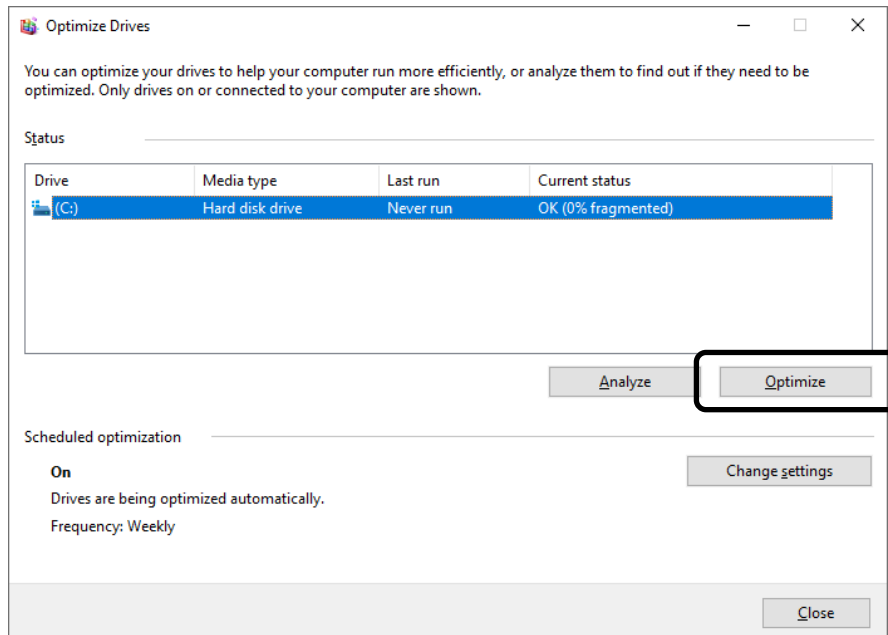 Optimize Drives
You can optimize your drives to help your computer run more efficiently, or analyze them to find out if they need to be
optimized. Only drives on or connected to your computer are shown.
Status
Drive Media type Last run Current status
(C:) Hard disk drive Never run OK (0% fragmented)
Analyze Optimize
Scheduled optimization
On
Change settings
Drives are being optimized automatically.
Frequency: Weekly
Close